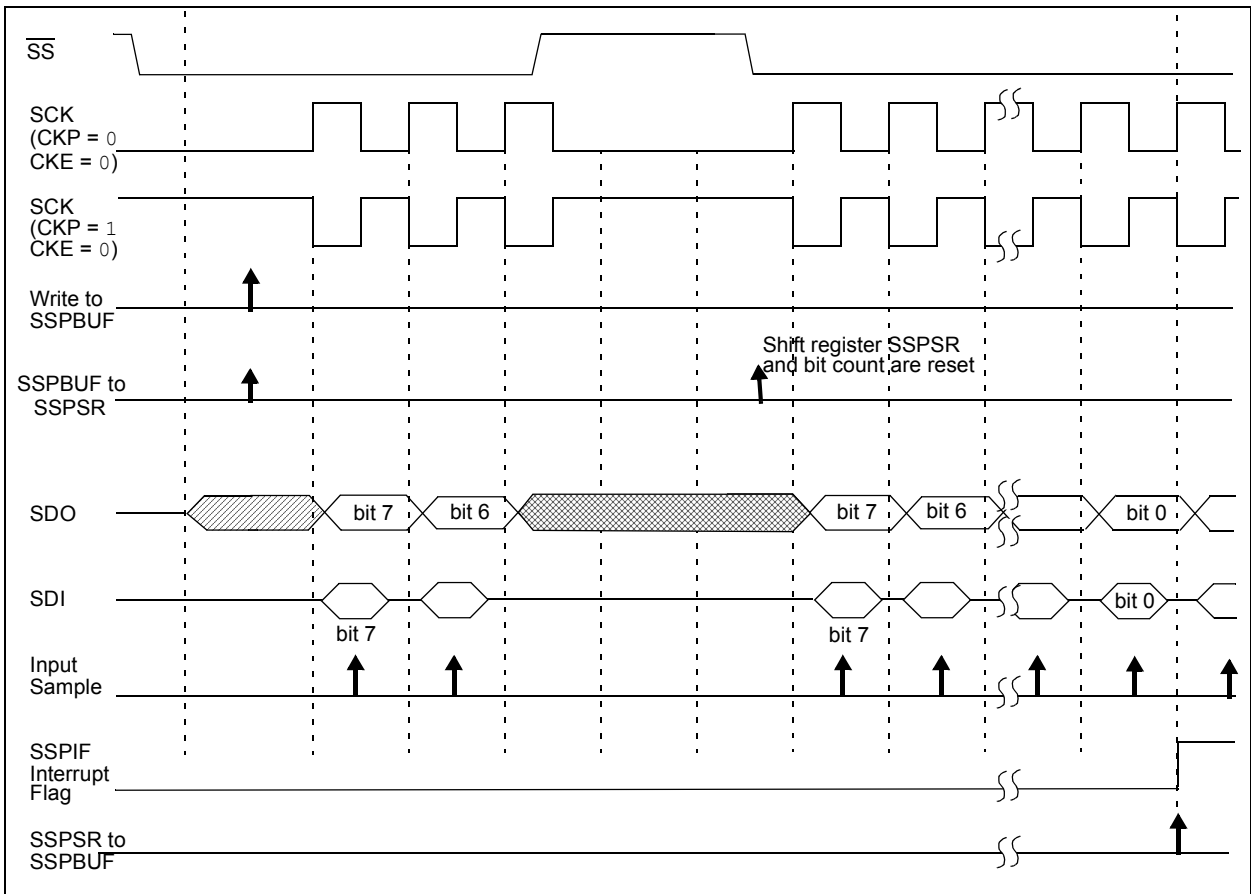 SS
SCK
(CKP = 0
CKE = 0)
SCK
(CKP = 1
CKE = 0)
Write to
SSPBUF
Shift register SSPSR
and bit count are reset
SSPBUF to
SSPSR
SDO
bit 7
bit 6
bit 7
bit 6
bit 0
SDI
bit 0
bit 7
bit 7
Input
Sample
SSPIF
Interrupt
Flag
SSPSR to
SSPBUF